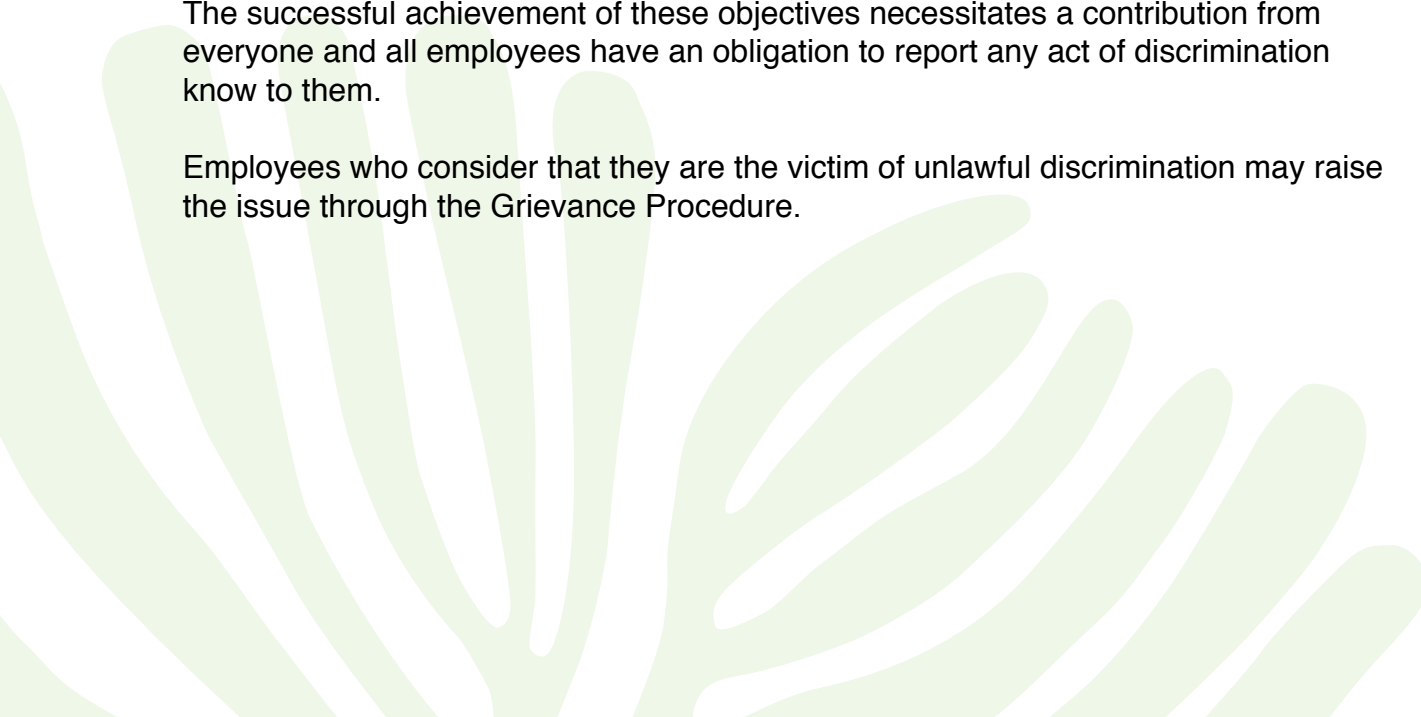 The successful achievement of these objectives necessitates a contribution from
everyone and all employees have an obligation to report any act of discrimination
know to them.
Employees who consider that they are the victim of unlawful discrimination may raise
the issue through the Grievance Procedure.